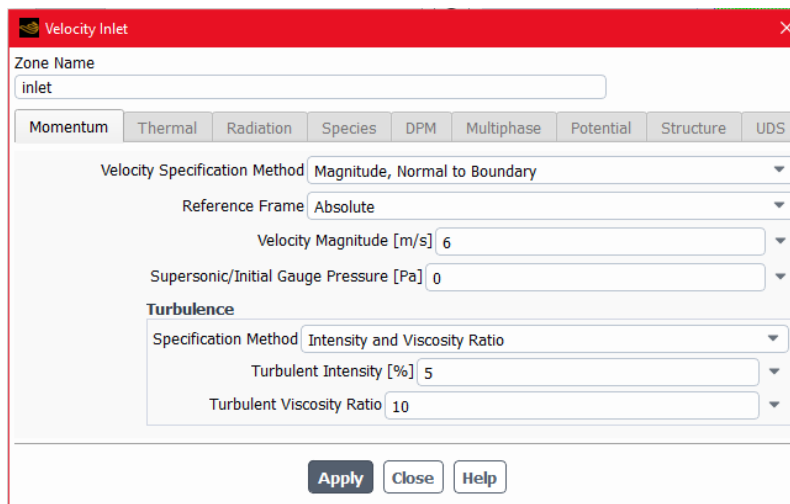 Velocity Inlet
Zone Name
inlet
Momentum Thermal Radiation Species DPM Multiphase Potential Structure UDS
Velocity Specification Method Magnitude, Normal to Boundary
Reference Frame Absolute
Velocity Magnitude [m/s] 6
Supersonic/Initial Gauge Pressure [Pa] 0
Turbulence
Specification Method Intensity and Viscosity Ratio
Turbulent Intensity [%] 5
Turbulent Viscosity Ratio 10
Apply Close Help